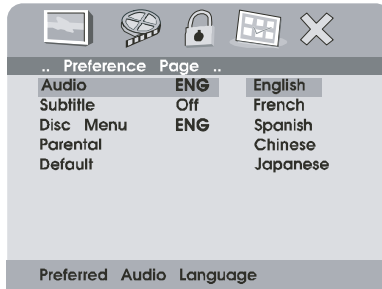 .. Preference Page ..
Audio ENG English
Subtitle Off French
Disc Menu ENG Spanish
Parental Chinese
Default Japanese
Preferred Audio Language